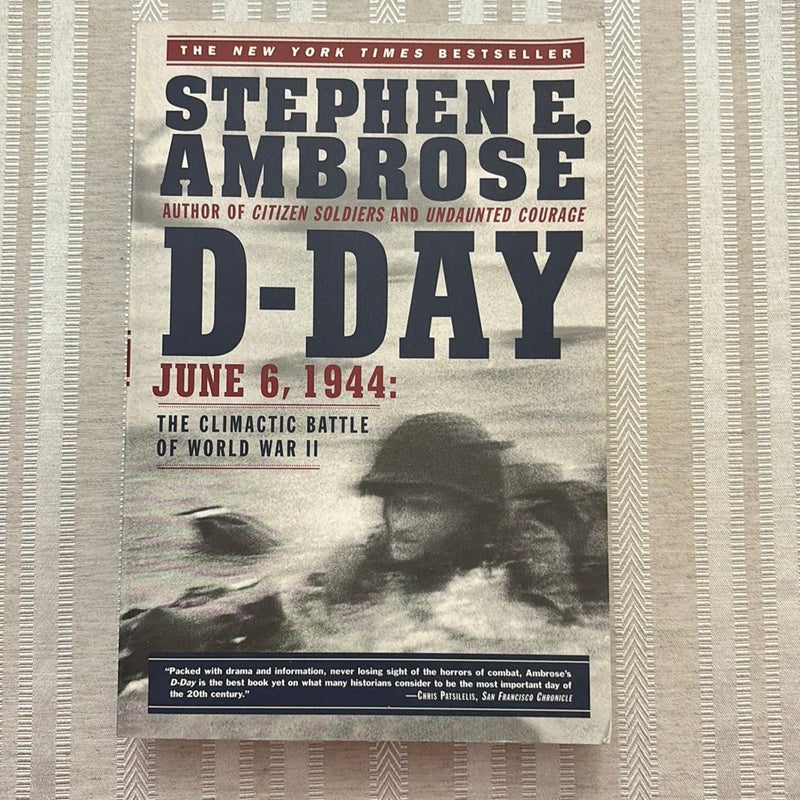 THE NEW YORK TIMES BESTSELLER
STEPHEN E.
AMBROSE
AUTHOR OF CITIZEN SOLDIERS AND UNDAUNTED COURAGE
D-DAY
JUNE 6, 1944:
THE CLIMACTIC BATTLE
OF WORLD WAR II
“Packed with drama and information, never losing sight of the horrors of combat, Ambrose’s
D-Day is the best book yet on what many historians consider to be the most important day of
the 20th century.” —CHRIS PATSILELIS, SAN FRANCISCO CHRONICLE